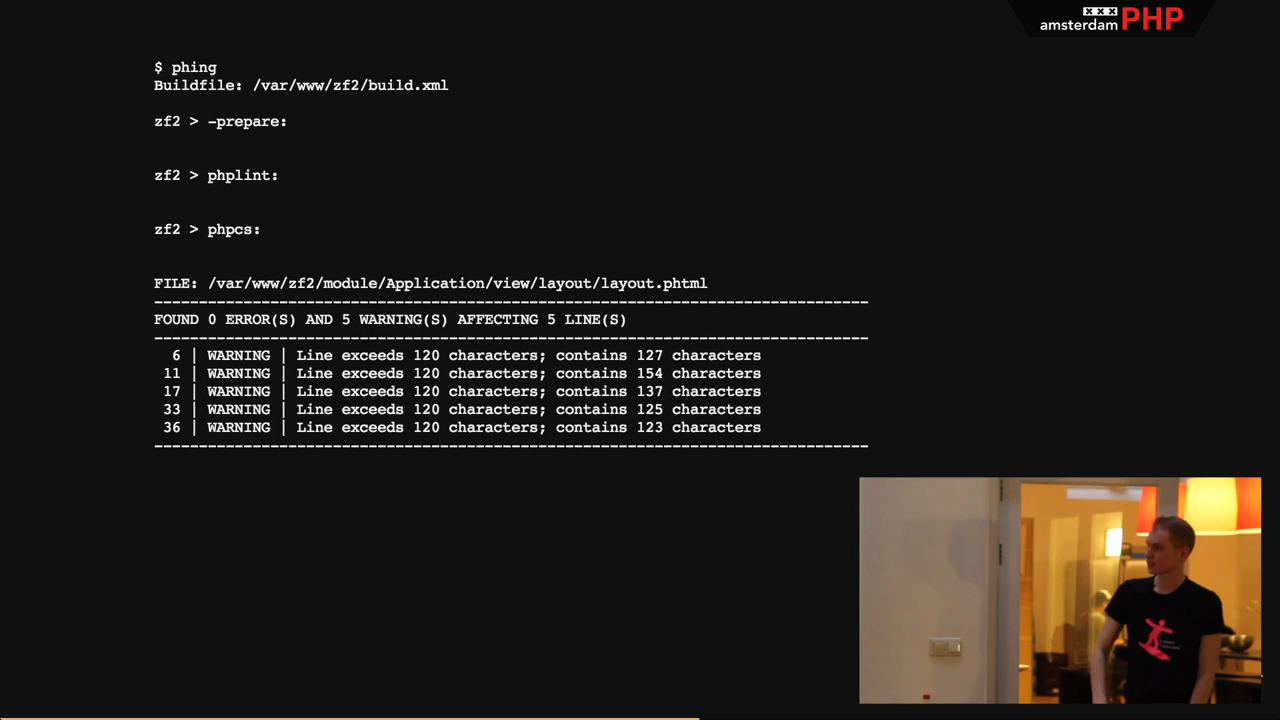 xxx
amsterdam PHP
$ phing
Buildfile: /var/www/zf2/build.xml
zf2 > -prepare:
zf2 > phplint:
zf2 > phpcs:
FILE: /var/www/zf2/module/Application/view/layout/layout.phtml
--------------------------------------------------------------------------------
FOUND 0 ERROR(S) AND 5 WARNING(S) AFFECTING 5 LINE(S)
--------------------------------------------------------------------------------
6 | WARNING | Line exceeds 120 characters; contains 127 characters
11 | WARNING | Line exceeds 120 characters; contains 154 characters
17 | WARNING | Line exceeds 120 characters; contains 137 characters
33 | WARNING | Line exceeds 120 characters; contains 125 characters
36 | WARNING | Line exceeds 120 characters; contains 123 characters
--------------------------------------------------------------------------------